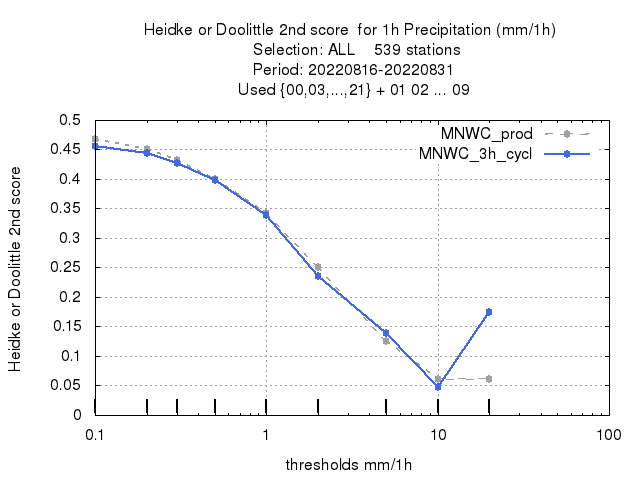 Heidke or Doolittle 2nd score  for 1h Precipitation (mm/1h)
Selection: ALL    539 stations
Period: 20220816-20220831
Used {00,03,...,21} + 01 02 ... 09
MNWC_prod
MNWC_3h_cycl
0.5
0.45
0.4
0.35
0.3
0.25
0.2
0.15
0.1
0.05
0
Heidke or Doolittle 2nd score
0.1 1 10 100
thresholds mm/1h